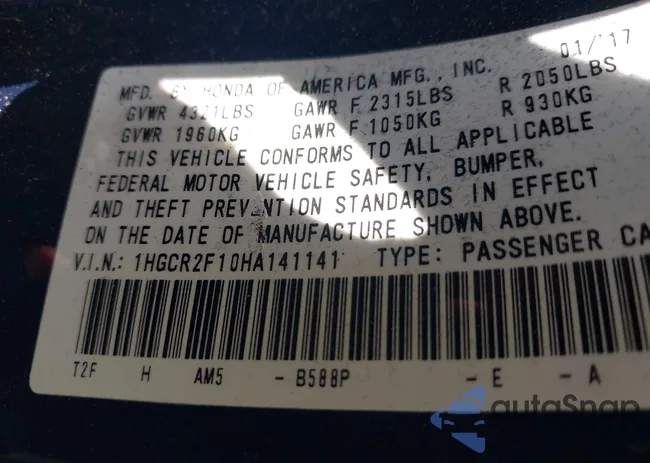 MFD. BY HONDA OF AMERICA MFG., INC. 01/'17
GVWR 4321LBS GAWR F 2315LBS R 2050LBS
GVWR 1960KG GAWR F 1050KG R 930KG
THIS VEHICLE CONFORMS TO ALL APPLICABLE
FEDERAL MOTOR VEHICLE SAFETY, BUMPER,
AND THEFT PREVENTION STANDARDS IN EFFECT
ON THE DATE OF MANUFACTURE SHOWN ABOVE.
V.I.N.: 1HGCR2F10HA141141 TYPE: PASSENGER CA
T2F H AM5 - B588P - E - A
autoSnap